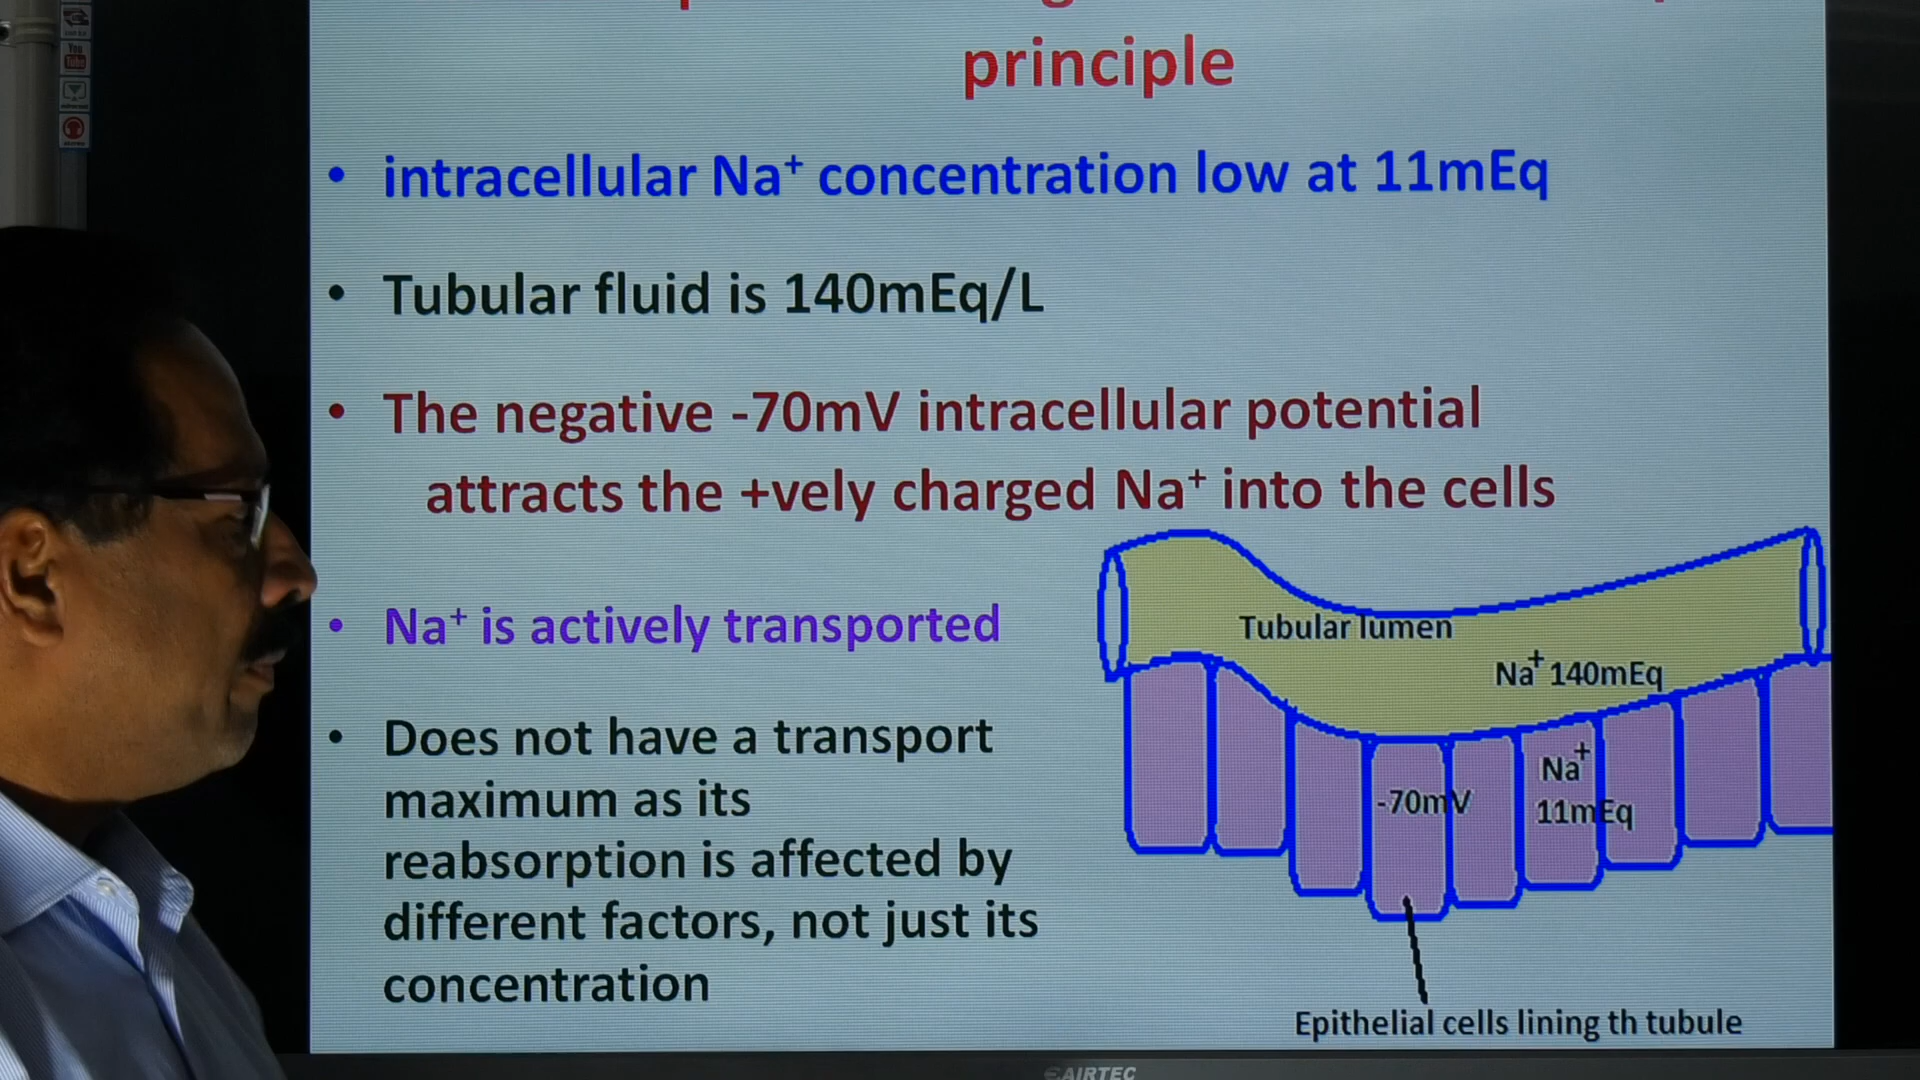 principle
• intracellular Na⁺ concentration low at 11mEq
• Tubular fluid is 140mEq/L
• The negative -70mV intracellular potential
attracts the +vely charged Na⁺ into the cells
• Na⁺ is actively transported
• Does not have a transport
maximum as its
reabsorption is affected by
different factors, not just its
concentration
Tubular lumen
Na⁺ 140mEq
-70mV
Na⁺
11mEq
Epithelial cells lining th tubule
You
Tube
AIRTEC